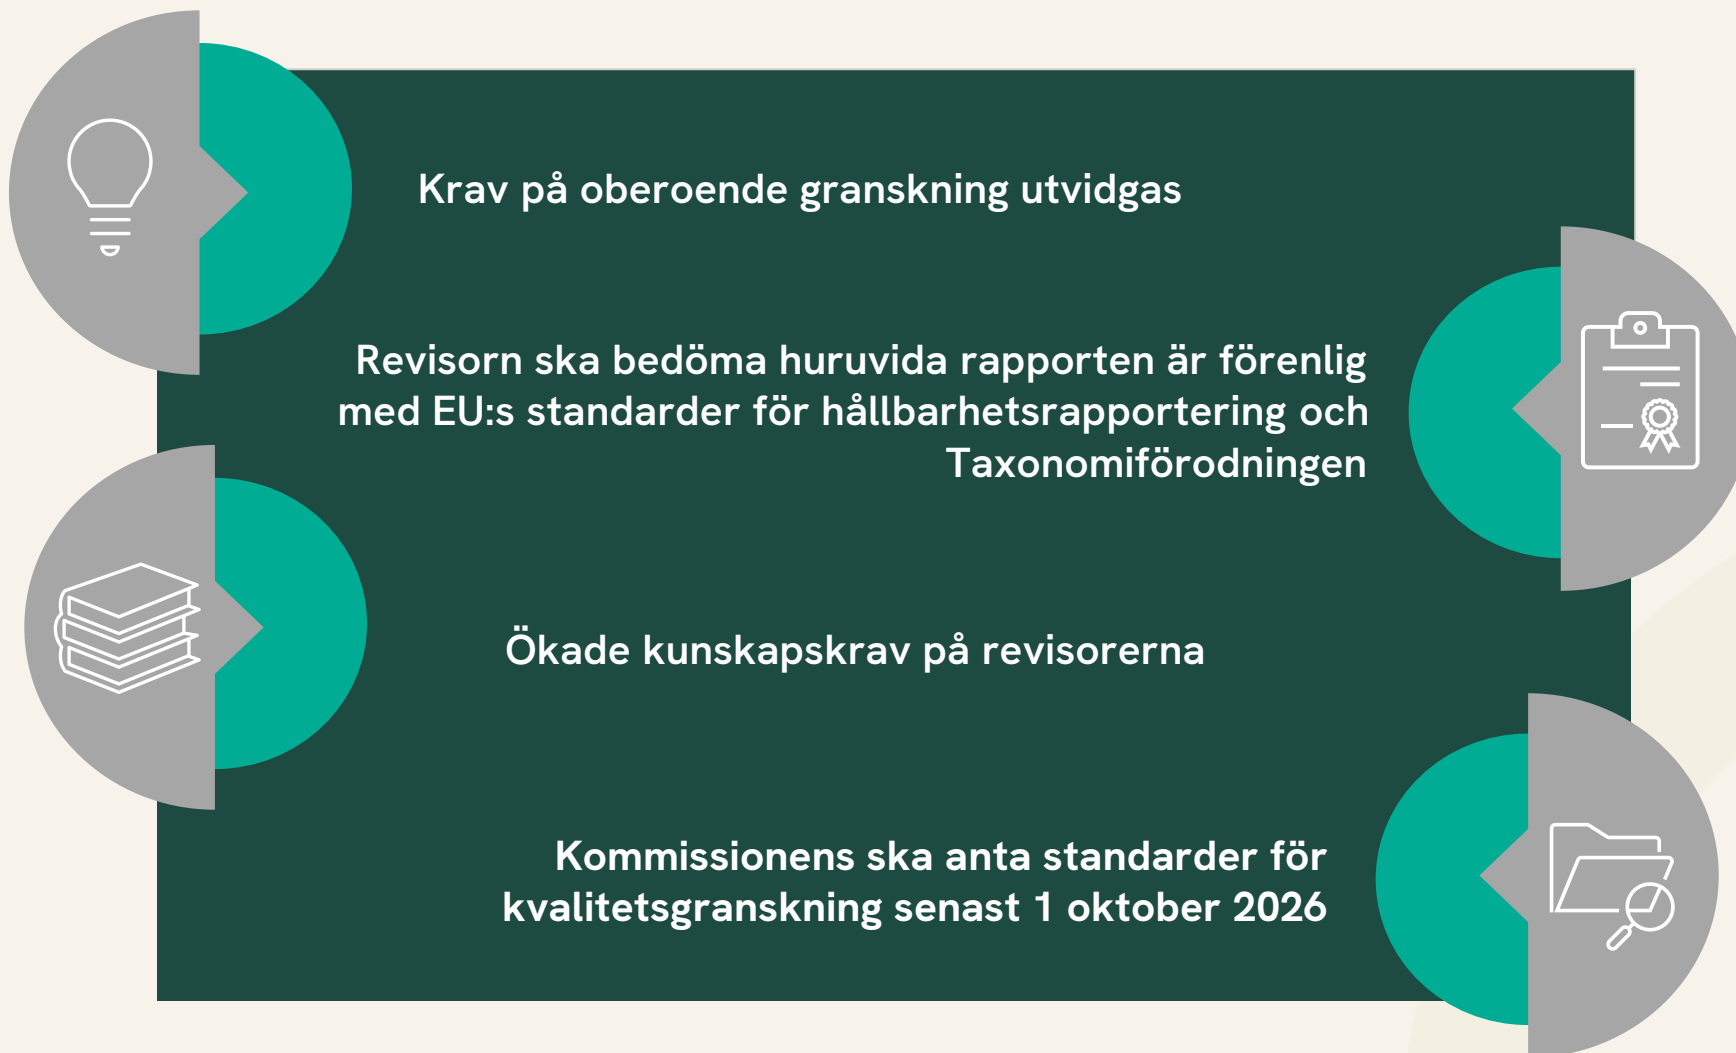 Krav på oberoende granskning utvidgas
Revisorn ska bedöma huruvida rapporten är förenlig
med EU:s standarder för hållbarhetsrapportering och
Taxonomiförodningen
Ökade kunskapskrav på revisorerna
Kommissionens ska anta standarder för
kvalitetsgranskning senast 1 oktober 2026